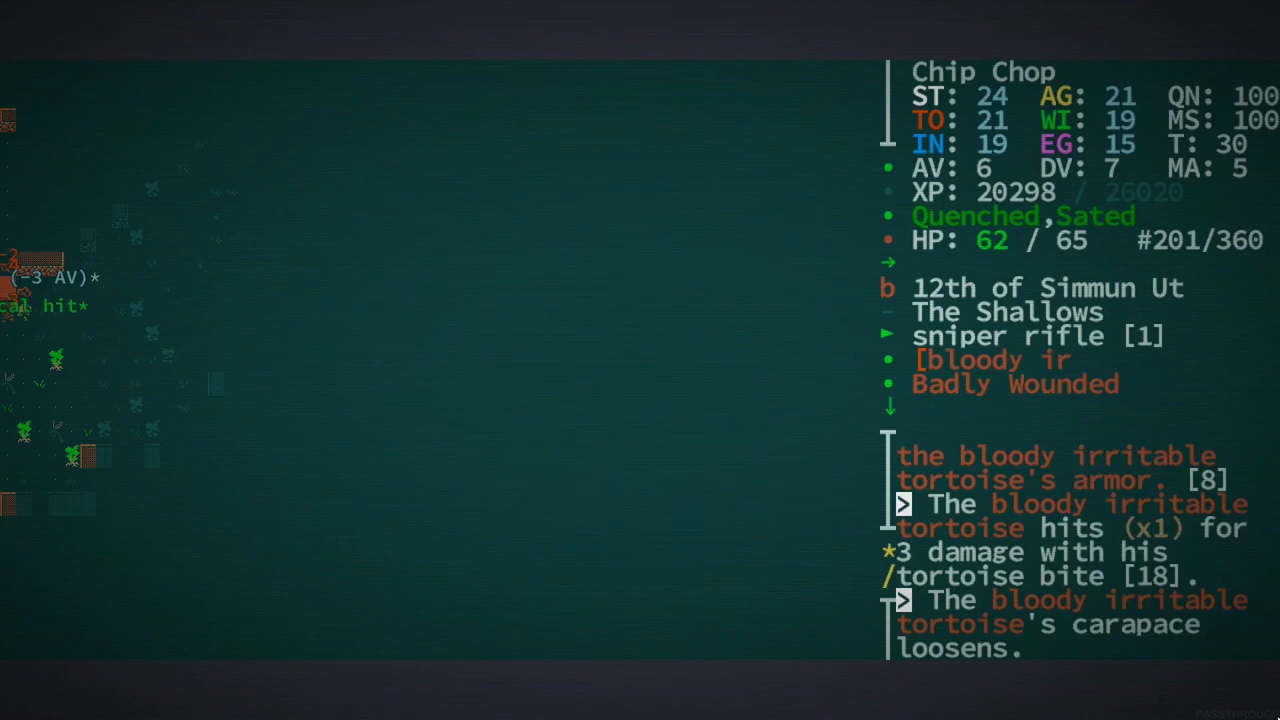 Chip Chop
ST: 24 AG: 21 QN: 100
TO: 21 WI: 19 MS: 100
IN: 19 EG: 15 T: 30
AV: 6 DV: 7 MA: 5
XP: 20298 / 26020
Quenched,Sated
HP: 62 / 65 #201/360
b 12th of Simmun Ut
The Shallows
sniper rifle [1]
[bloody ir
Badly Wounded
(-3 AV)*
cal hit*
the bloody irritable
tortoise's armor. [8]
> The bloody irritable
tortoise hits (x1) for
*3 damage with his
/tortoise bite [18].
> The bloody irritable
tortoise's carapace
loosens.